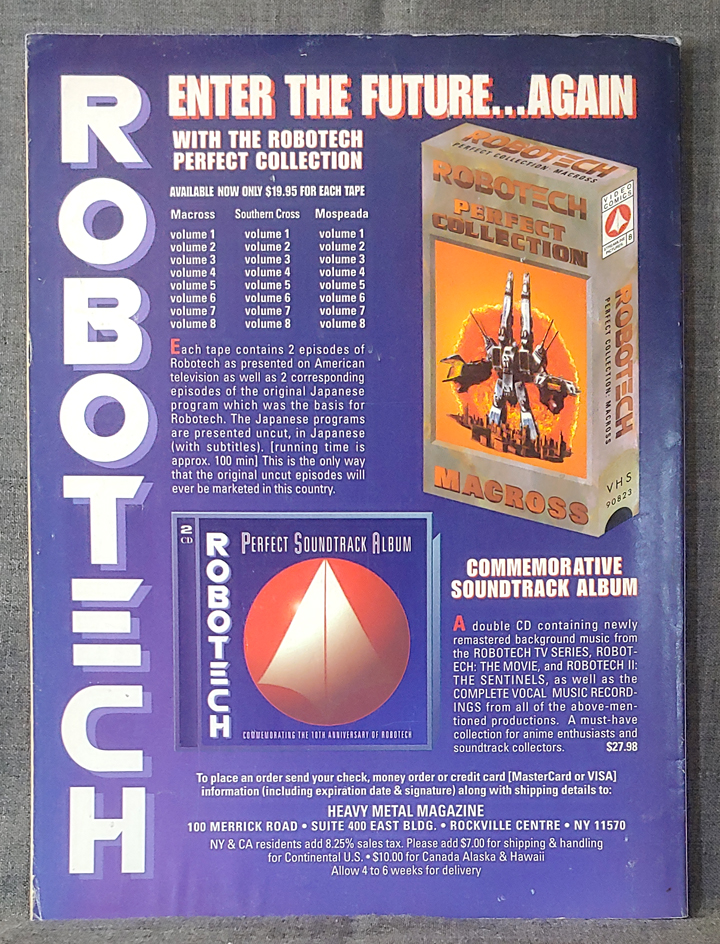 ROBOTECH
ENTER THE FUTURE...AGAIN
WITH THE ROBOTECH
PERFECT COLLECTION
AVAILABLE NOW ONLY $19.95 FOR EACH TAPE
Macross Southern Cross Mospeada
volume 1 volume 1 volume 1
volume 2 volume 2 volume 2
volume 3 volume 3 volume 3
volume 4 volume 4 volume 4
volume 5 volume 5 volume 5
volume 6 volume 6 volume 6
volume 7 volume 7 volume 7
volume 8 volume 8 volume 8
Each tape contains 2 episodes of
Robotech as presented on American
television as well as 2 corresponding
episodes of the original Japanese
program which was the basis for
Robotech. The Japanese programs
are presented uncut, in Japanese
(with subtitles). [running time is
approx. 100 min] This is the only way
that the original uncut episodes will
ever be marketed in this country.
ROBOTECH
PERFECT COLLECTION: MACROSS
ROBOTECH
PERFECT
COLLECTION
MACROSS
VIDEO
COMICS
ROBOTECH
PERFECT COLLECTION: MACROSS
VHS
90823
2
CD
ROBOTECH
PERFECT SOUNDTRACK ALBUM
COMMEMORATING THE 10TH ANNIVERSARY OF ROBOTECH
COMMEMORATIVE
SOUNDTRACK ALBUM
A double CD containing newly
remastered background music from
the ROBOTECH TV SERIES, ROBOT-
ECH: THE MOVIE, and ROBOTECH II:
THE SENTINELS, as well as the
COMPLETE VOCAL MUSIC RECORD-
INGS from all of the above-men-
tioned productions. A must-have
collection for anime enthusiasts and
soundtrack collectors. $27.98
To place an order send your check, money order or credit card [MasterCard or VISA]
information (including expiration date & signature) along with shipping details to:
HEAVY METAL MAGAZINE
100 MERRICK ROAD • SUITE 400 EAST BLDG. • ROCKVILLE CENTRE • NY 11570
NY & CA residents add 8.25% sales tax. Please add $7.00 for shipping & handling
for Continental U.S. • $10.00 for Canada Alaska & Hawaii
Allow 4 to 6 weeks for delivery